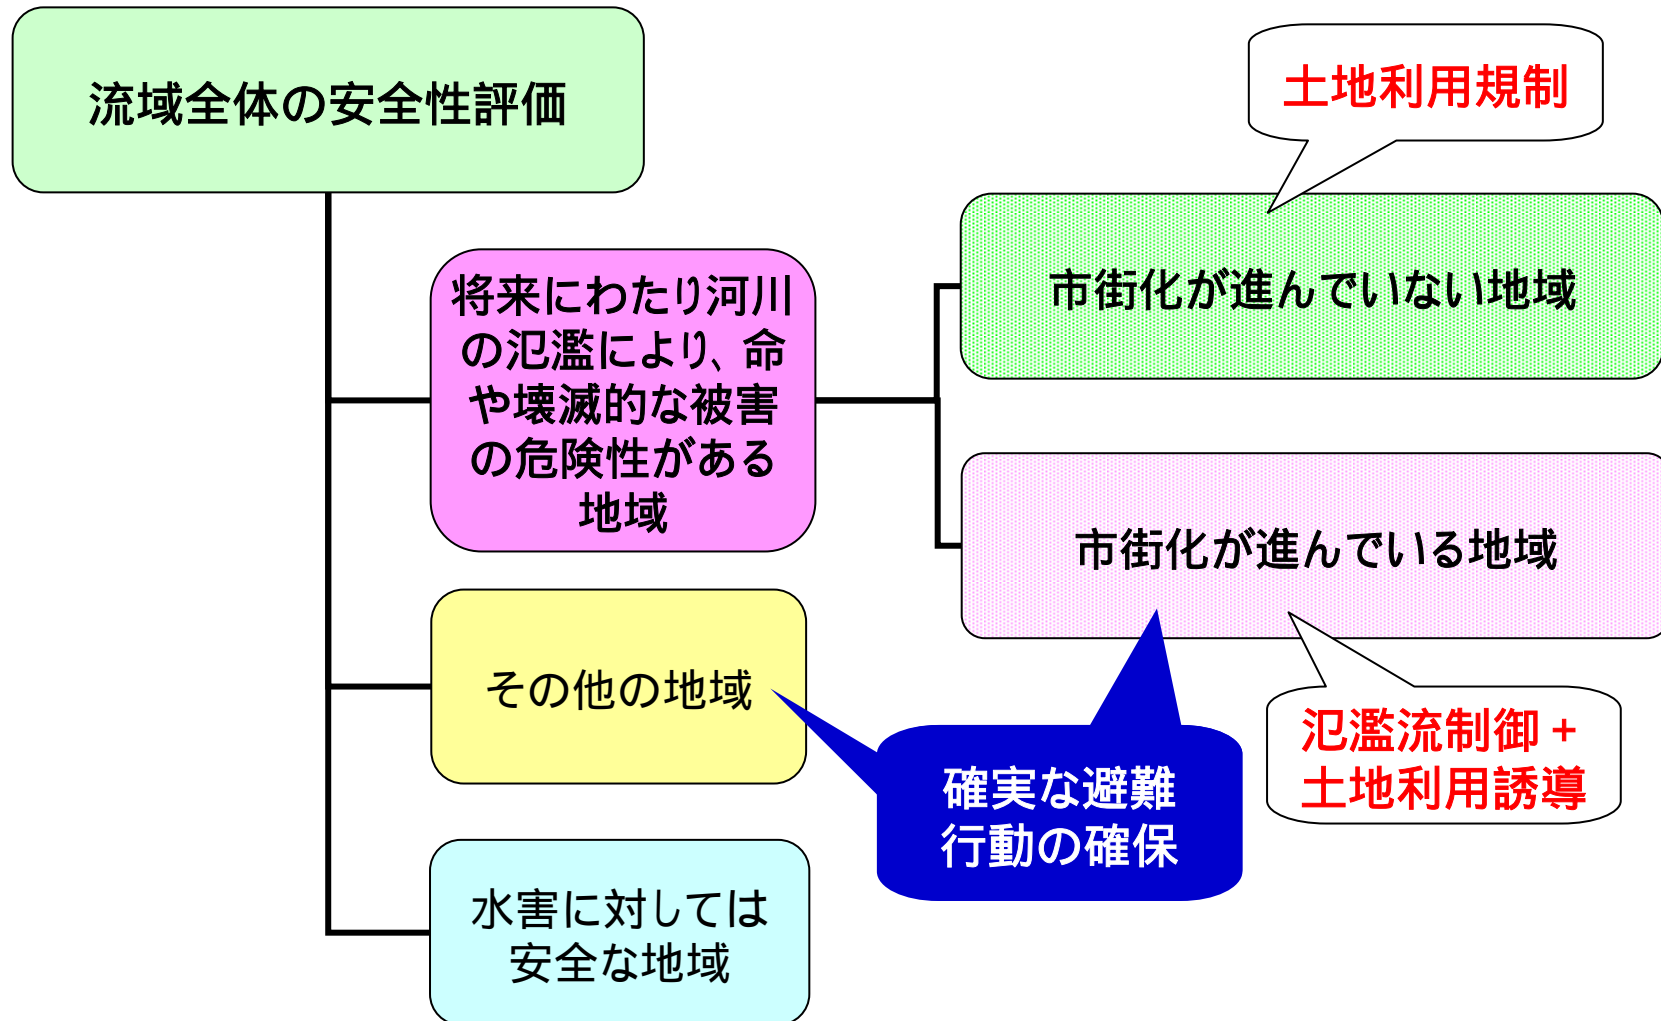 流域全体の安全性評価
土地利用規制
将来にわたり河川
の氾濫により、命
や壊滅的な被害
の危険性がある
地域
市街化が進んでいない地域
市街化が進んでいる地域
その他の地域
確実な避難
行動の確保
氾濫流制御+
土地利用誘導
水害に対しては
安全な地域